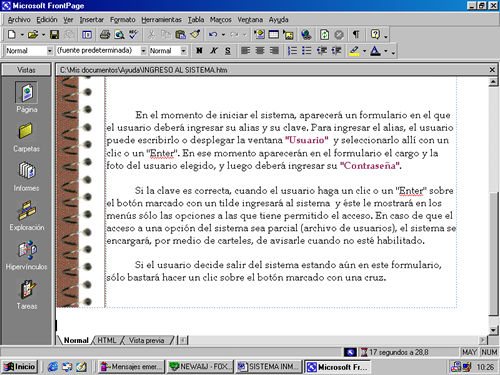 Microsoft FrontPage
Archivo Edición Ver Insertar Formato Herramientas Tabla Marcos Ventana Ayuda
Normal (fuente predeterminada) Normal N K S
Vistas C:\Mis documentos\Ayuda\INGRESO AL SISTEMA.htm
Página
Carpetas
Informes
Exploración
Hipervínculos
Tareas
En el momento de iniciar el sistema, aparecerá un formulario en el que
el usuario deberá ingresar su alias y su clave. Para ingresar el alias, el usuario
puede escribirlo o desplegar la ventana "Usuario" y seleccionarlo allí con un
clic o un "Enter". En ese momento aparecerán en el formulario el cargo y la
foto del usuario elegido, y luego deberá ingresar su "Contraseña".
Si la clave es correcta, cuando el usuario haga un clic o un "Enter" sobre
el botón marcado con un tilde ingresará al sistema y éste le mostrará en los
menús sólo las opciones a las que tiene permitido el acceso. En caso de que el
acceso a una opción del sistema sea parcial (archivo de usuarios), el sistema se
encargará, por medio de carteles, de avisarle cuando no esté habilitado.
Si el usuario decide salir del sistema estando aún en este formulario,
sólo bastará hacer un clic sobre el botón marcado con una cruz.
Normal HTML Vista previa
17 segundos a 28,8 MAY NUM
Inicio Mensajes emer... NEWAIJ - FOX... SISTEMA INM... Microsoft Fr... 10:26